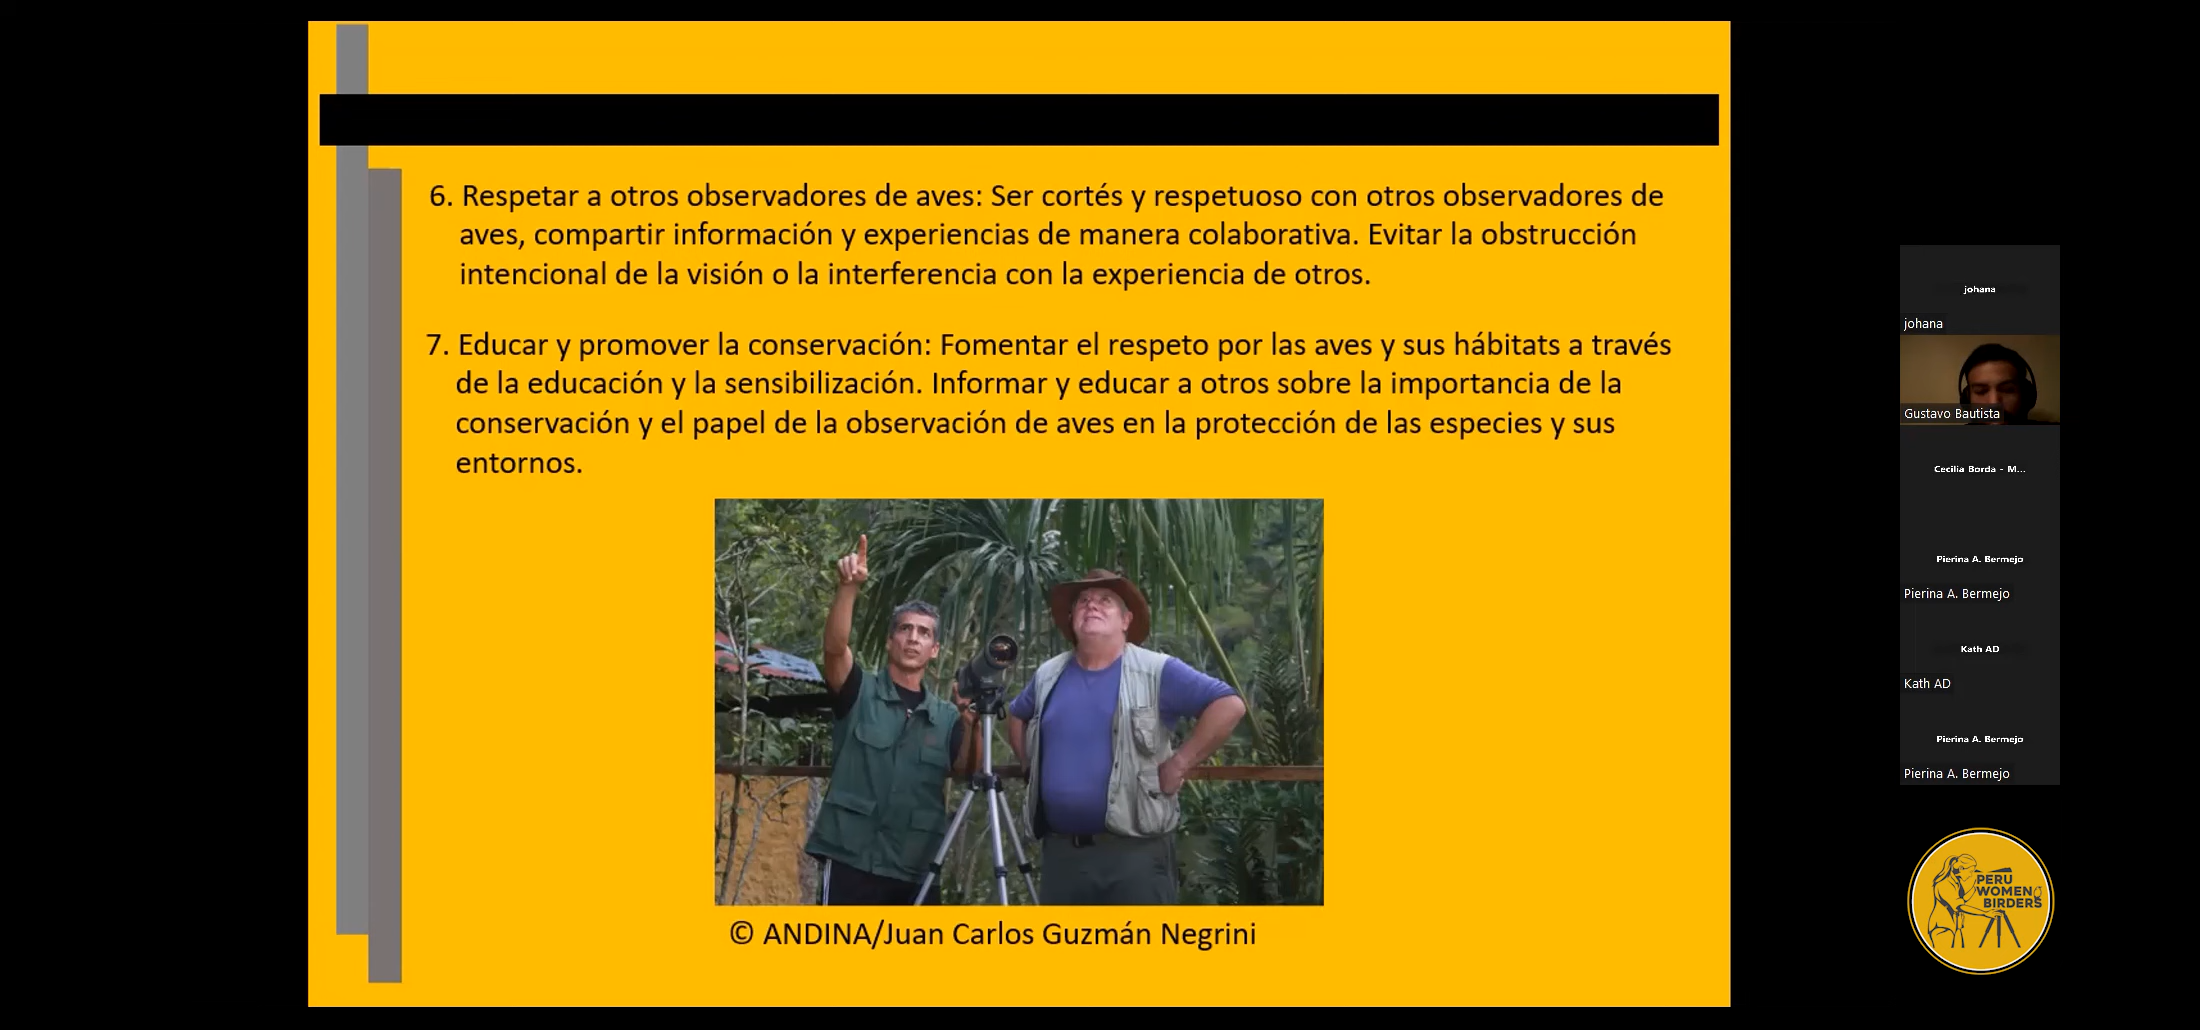 6. Respetar a otros observadores de aves: Ser cortés y respetuoso con otros observadores de
aves, compartir información y experiencias de manera colaborativa. Evitar la obstrucción
intencional de la visión o la interferencia con la experiencia de otros.
7. Educar y promover la conservación: Fomentar el respeto por las aves y sus hábitats a través
de la educación y la sensibilización. Informar y educar a otros sobre la importancia de la
conservación y el papel de la observación de aves en la protección de las especies y sus
entornos.
© ANDINA/Juan Carlos Guzmán Negrini
johana
johana
Gustavo Bautista
Cecilia Borda - M...
Pierina A. Bermejo
Pierina A. Bermejo
Kath AD
Kath AD
Pierina A. Bermejo
Pierina A. Bermejo
PERU
WOMEN
BIRDERS